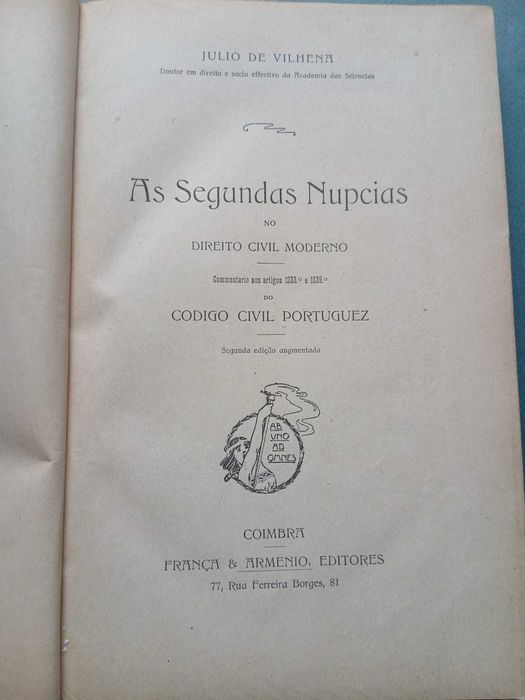 JULIO DE VILHENA
Doutor em direito e socio effectivo da Academia das Sciencias
As Segundas Nupcias
NO
DIREITO CIVIL MODERNO
Commentario aos artigos 1233.º a 1239.º
DO
CODIGO CIVIL PORTUGUEZ
Segunda edição augmentada
AB
VNO
AD
OMNES
COIMBRA
FRANÇA & ARMENIO, EDITORES
77, Rua Ferreira Borges, 81